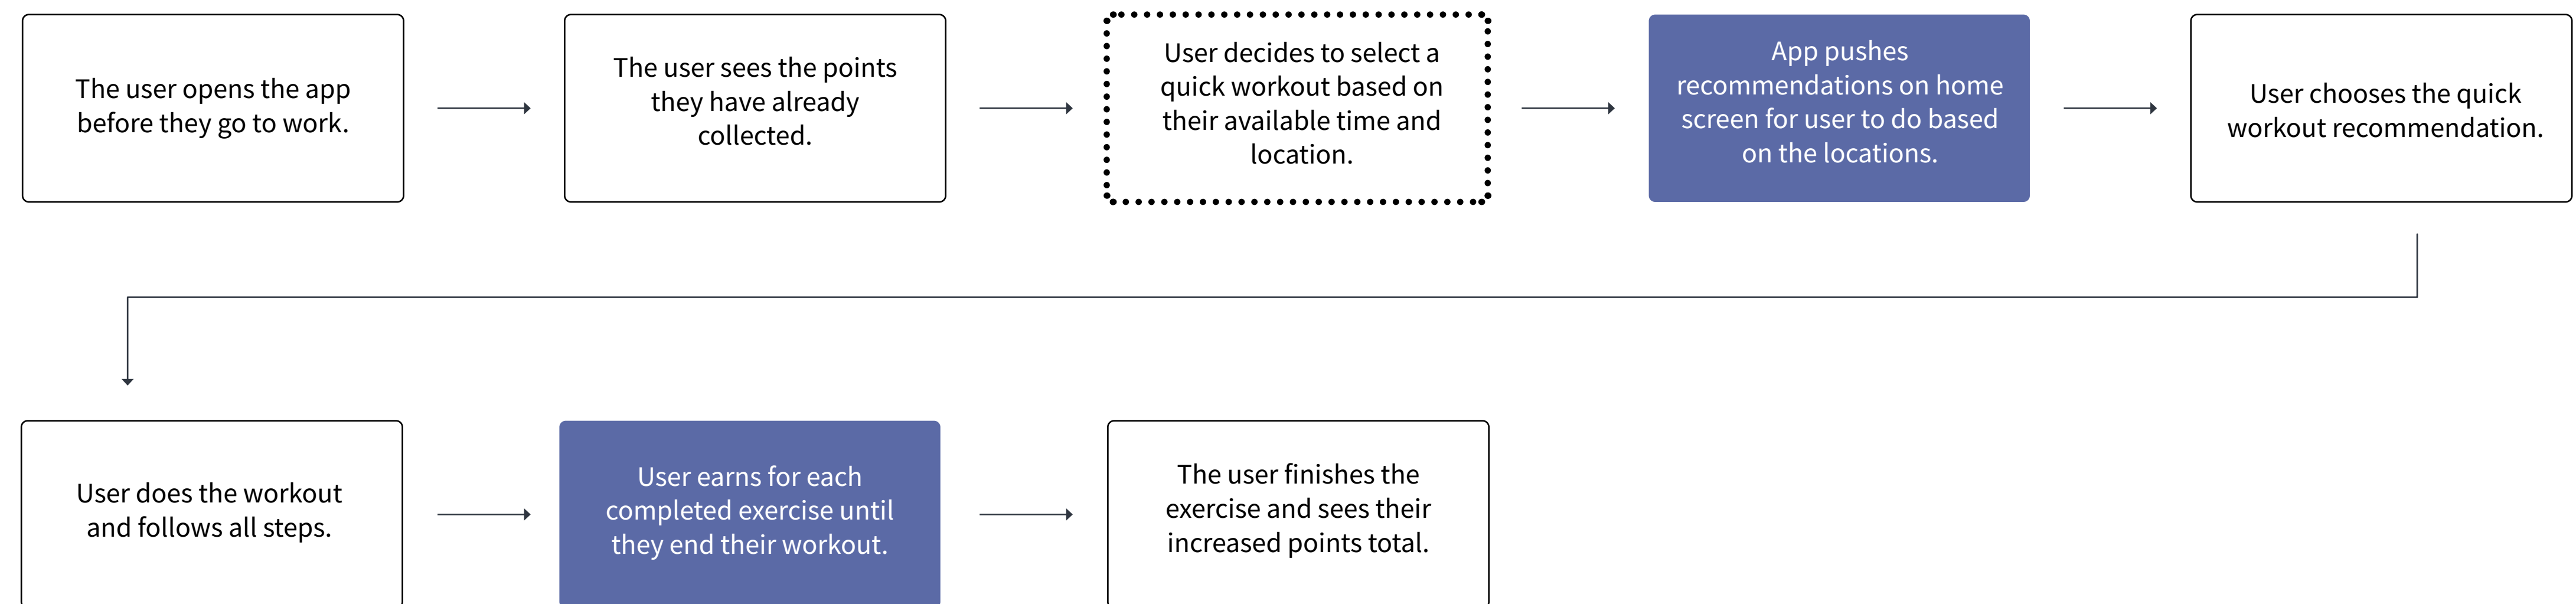 The user opens the app
before they go to work.
The user sees the points
they have already
collected.
User decides to select a
quick workout based on
their available time and
location.
App pushes
recommendations on home
screen for user to do based
on the locations.
User chooses the quick
workout recommendation.
User does the workout
and follows all steps.
User earns for each
completed exercise until
they end their workout.
The user finishes the
exercise and sees their
increased points total.